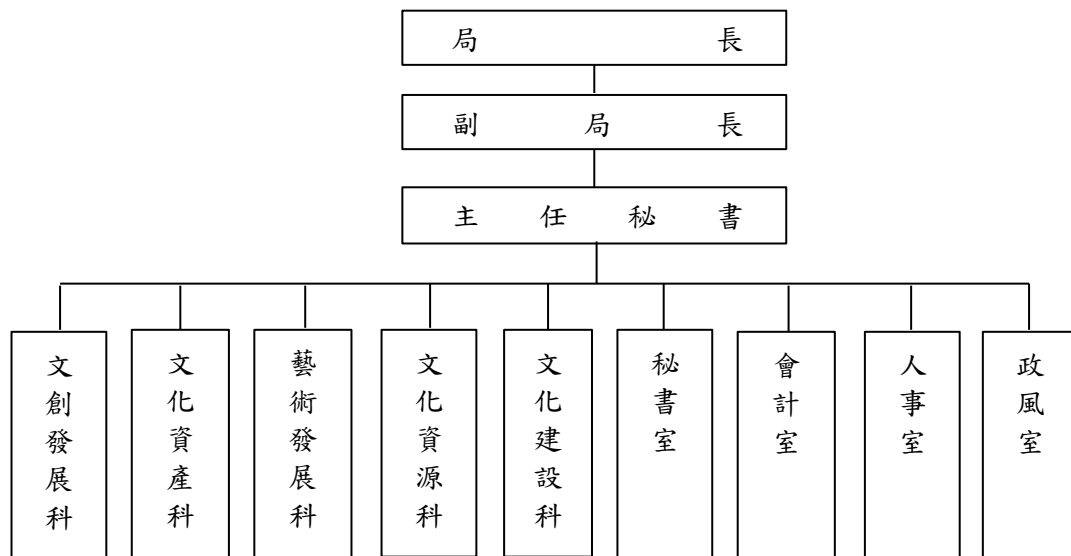 局長
副局長
主任秘書
文創發展科
文化資產科
藝術發展科
文化資源科
文化建設科
秘書室
會計室
人事室
政風室